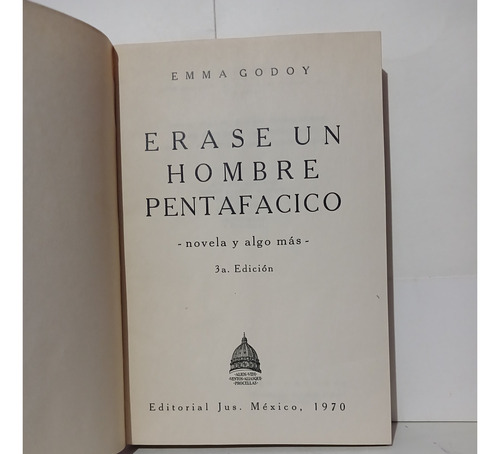 EMMA GODOY
ERASE UN
HOMBRE
PENTAFACICO
- novela y algo más -
3a. Edición
Editorial Jus. México, 1970